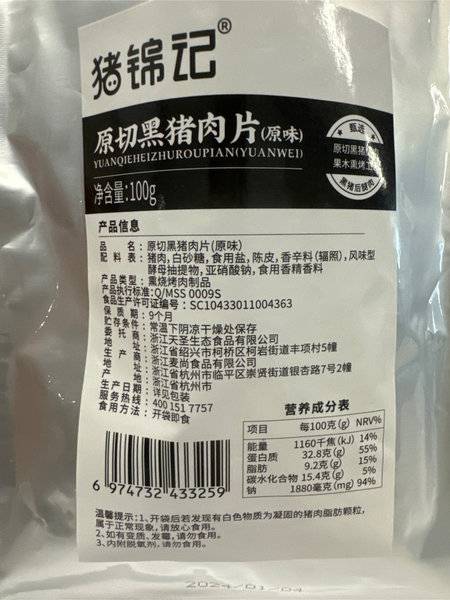 猪锦记®
原切黑猪肉片(原味)
YUANQIEHEIZHUROUPIAN(YUANWEI)
净含量:100g
甄选
原切黑猪
果木熏烤工
黑猪后腿肉
产品信息
品名:原切黑猪肉片(原味)
配料表:猪肉,白砂糖,食用盐,陈皮,香辛料(辐照),风味型
酵母抽提物,亚硝酸钠,食用香精香料
产品类型:熏烧烤肉制品
产品执行标准:Q/MSS 0009S
食品生产许可证编号:SC10433011004363
保质期:9个月
贮存条件:常温下阴凉干燥处保存
委托商:浙江天圣生态食品有限公司
地址:浙江省绍兴市柯桥区柯岩街道丰项村5幢
生产商:浙江麦尚食品有限公司
地址:浙江省杭州市临平区崇贤街道银杏路7号2幢
产地:浙江省杭州市
生产日期:详见包装
服务热线:400 151 7757
食用方法:开袋即食
营养成分表
项目 每100克(g) NRV%
能量 1160千焦(kJ) 14%
蛋白质 32.8克(g) 55%
脂肪 9.2克(g) 15%
碳水化合物 15.4克(g) 5%
钠 1880毫克(mg) 94%
6 974732 433259
温馨提示:1、开袋后若发现有白色物质为凝固的猪肉脂肪颗粒,
属于正常现象,请放心食用。
2、如有变质、发霉,请勿食用。
3、内附脱氧剂,请勿食用。
2024/01/04